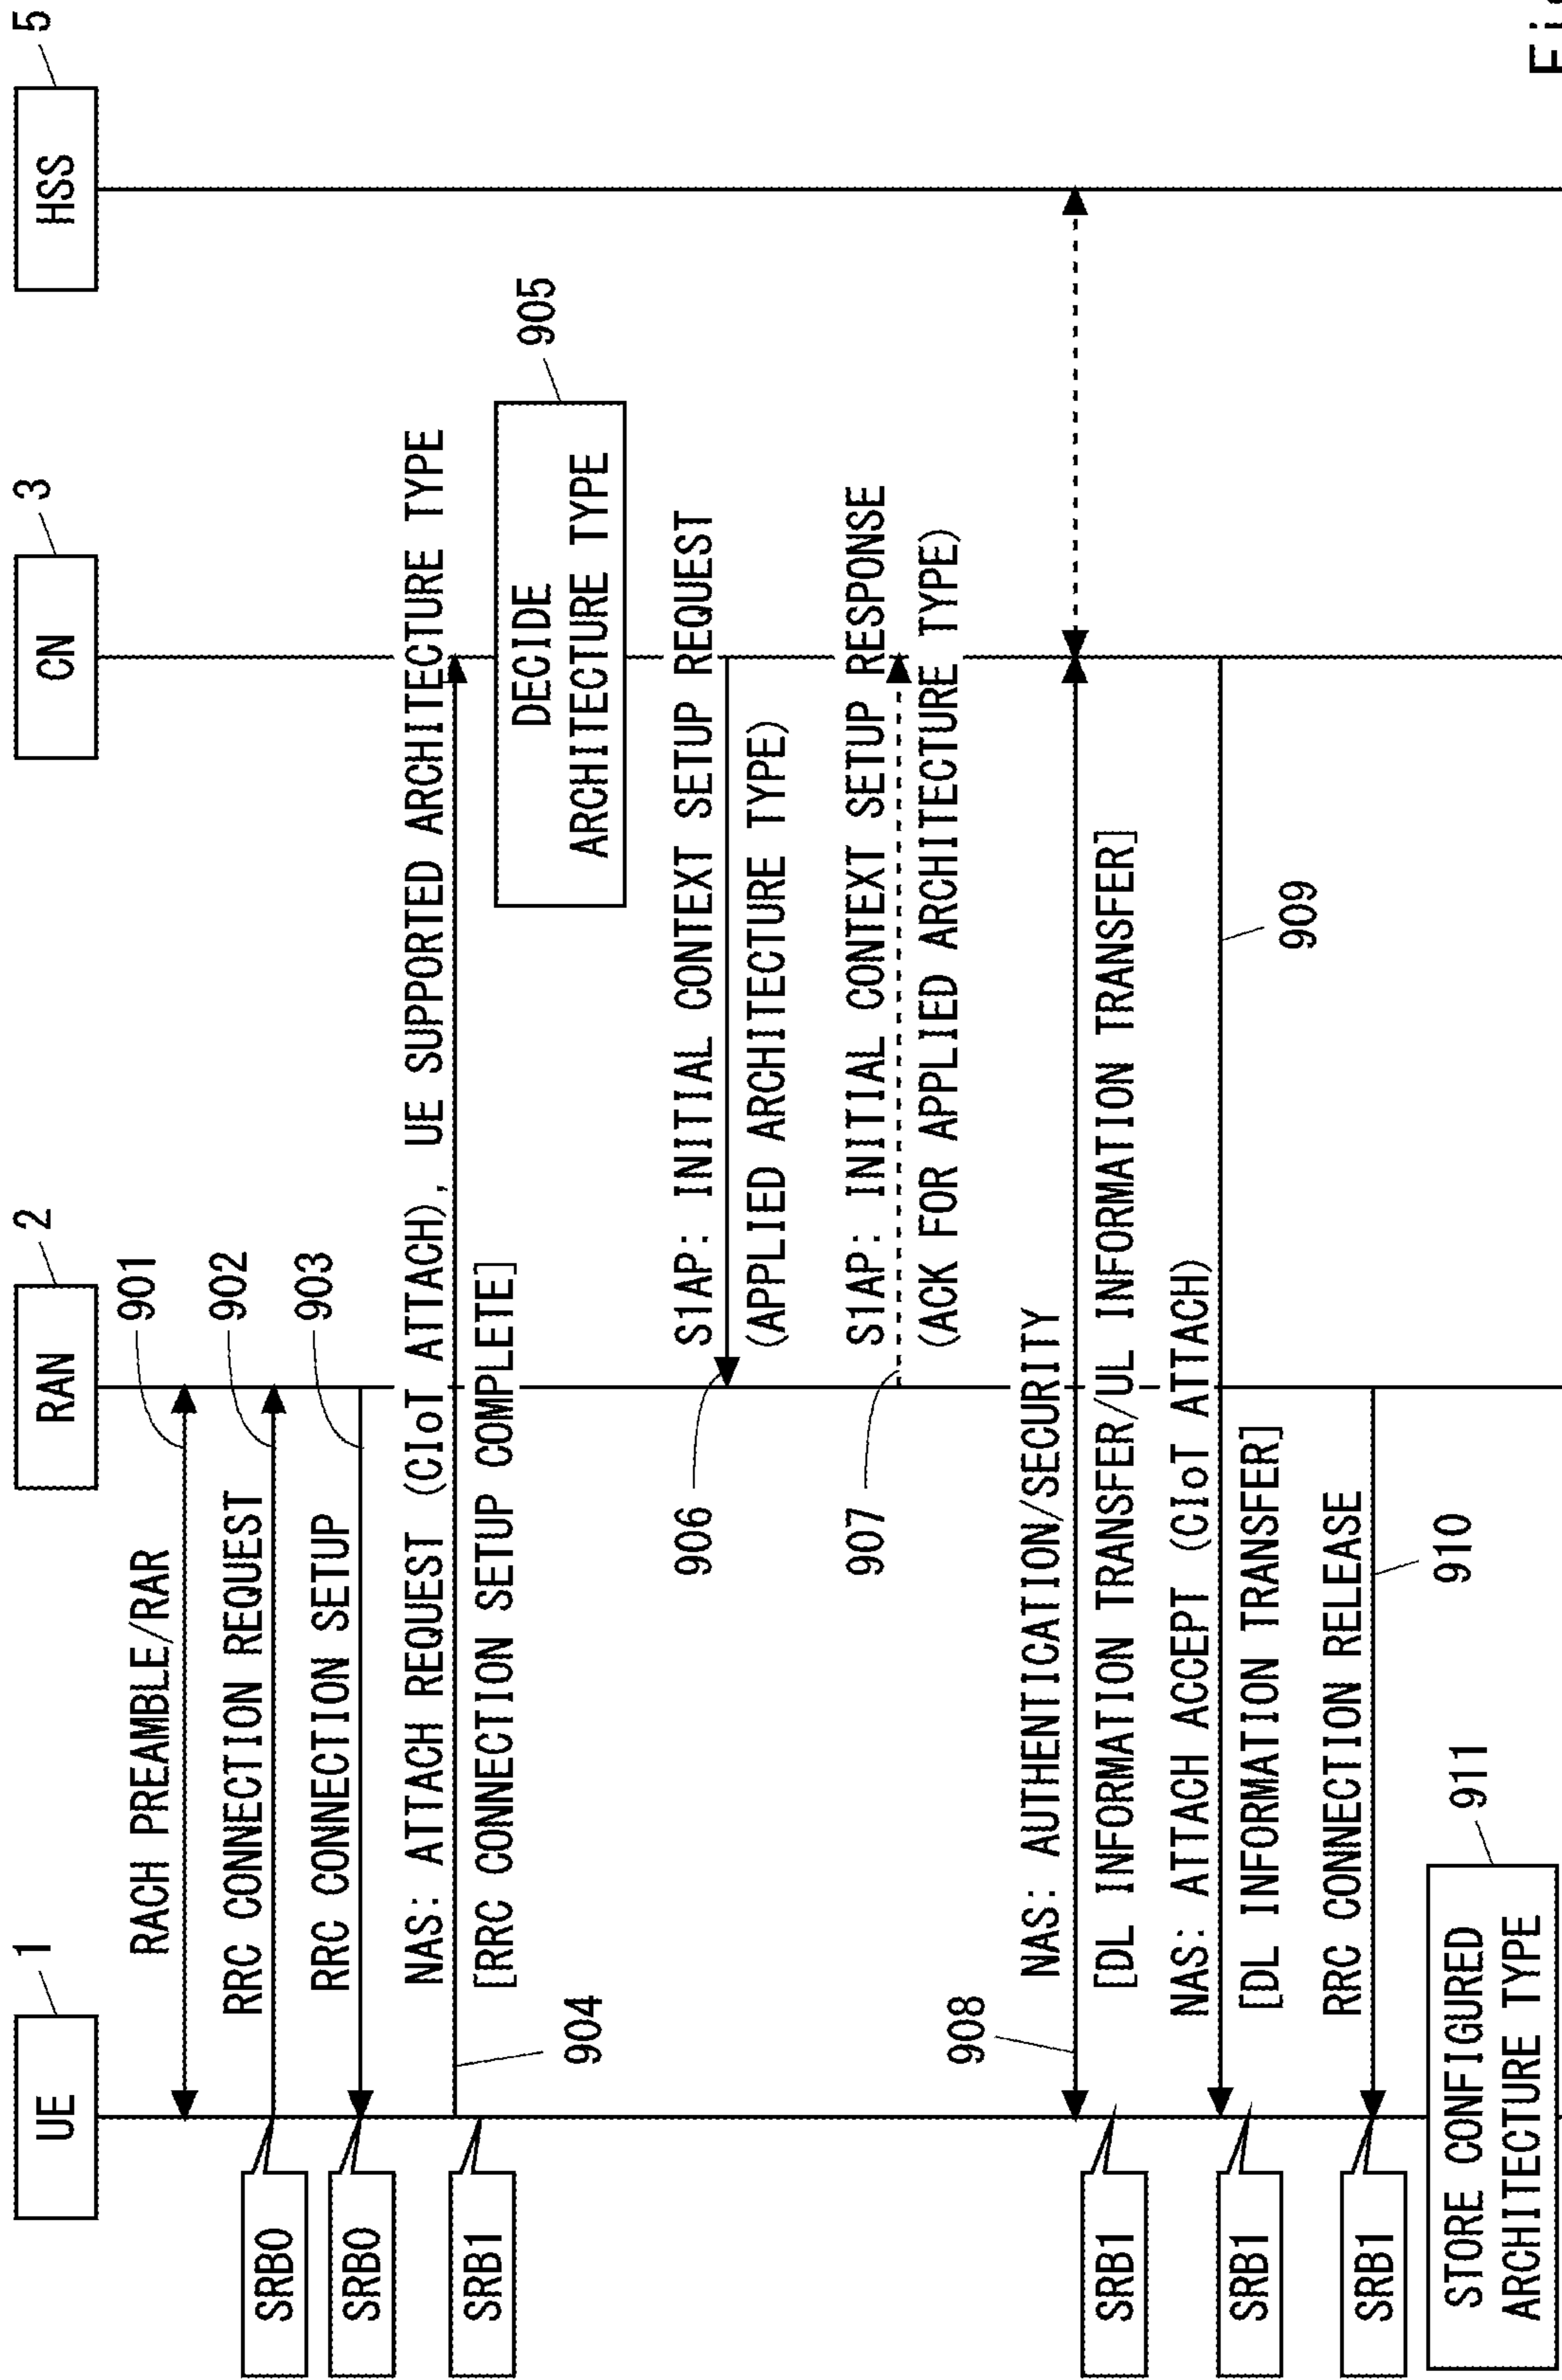 UE
1
RAN
2
CN
3
HSS
5
RACH PREAMBLE/RAR
901
SRB0
RRC CONNECTION REQUEST
902
SRB0
RRC CONNECTION SETUP
903
NAS: ATTACH REQUEST (CIoT ATTACH), UE SUPPORTED ARCHITECTURE TYPE
SRB1
[RRC CONNECTION SETUP COMPLETE]
904
DECIDE
ARCHITECTURE TYPE
905
S1AP: INITIAL CONTEXT SETUP REQUEST
(APPLIED ARCHITECTURE TYPE)
906
S1AP: INITIAL CONTEXT SETUP RESPONSE
(ACK FOR APPLIED ARCHITECTURE TYPE)
907
NAS: AUTHENTICATION/SECURITY
908
SRB1
[DL INFORMATION TRANSFER/UL INFORMATION TRANSFER]
NAS: ATTACH ACCEPT (CIoT ATTACH)
SRB1
[DL INFORMATION TRANSFER]
909
RRC CONNECTION RELEASE
SRB1
910
STORE CONFIGURED
ARCHITECTURE TYPE
911